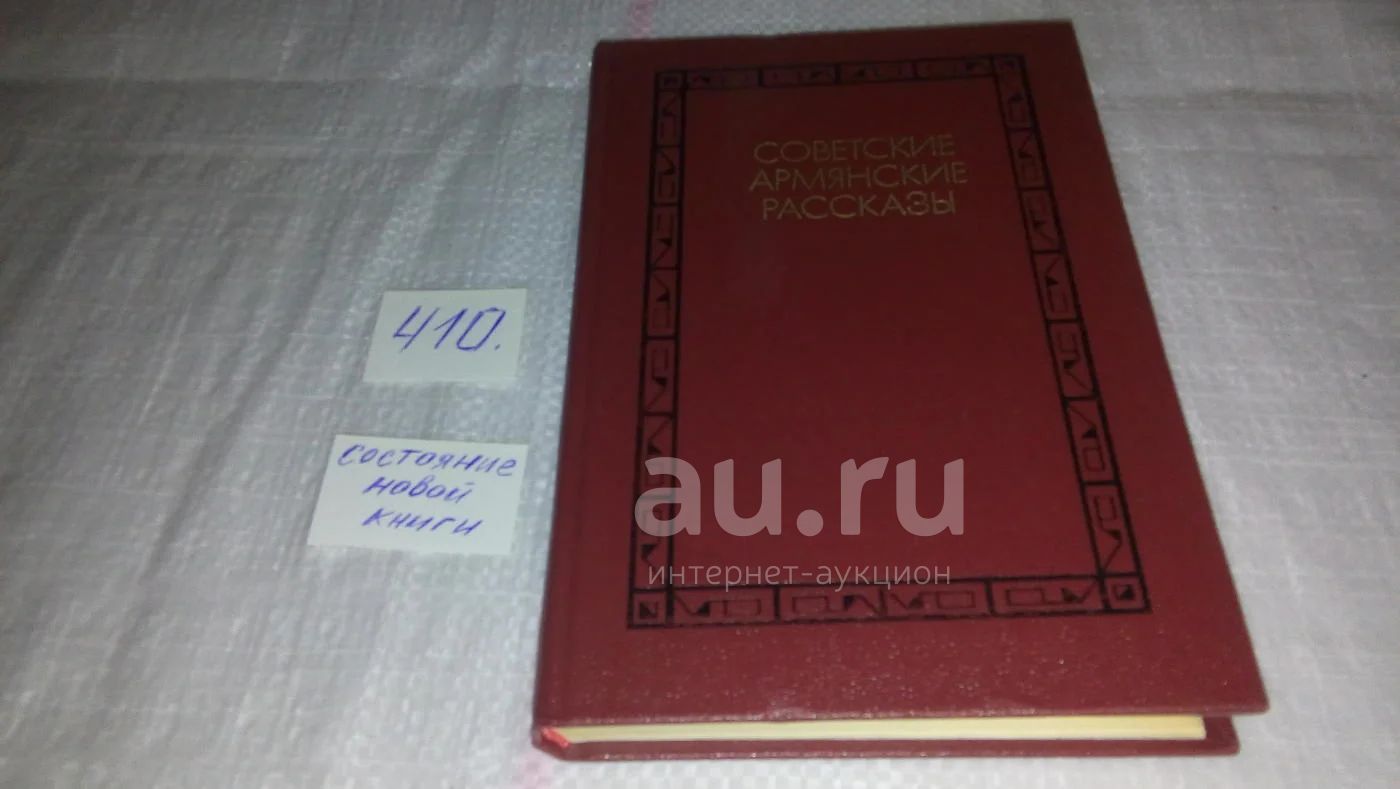 СОВЕТСКИЕ
АРМЯНСКИЕ
РАССКАЗЫ
410.
состояние
новой
книги
au.ru
интернет-аукцион